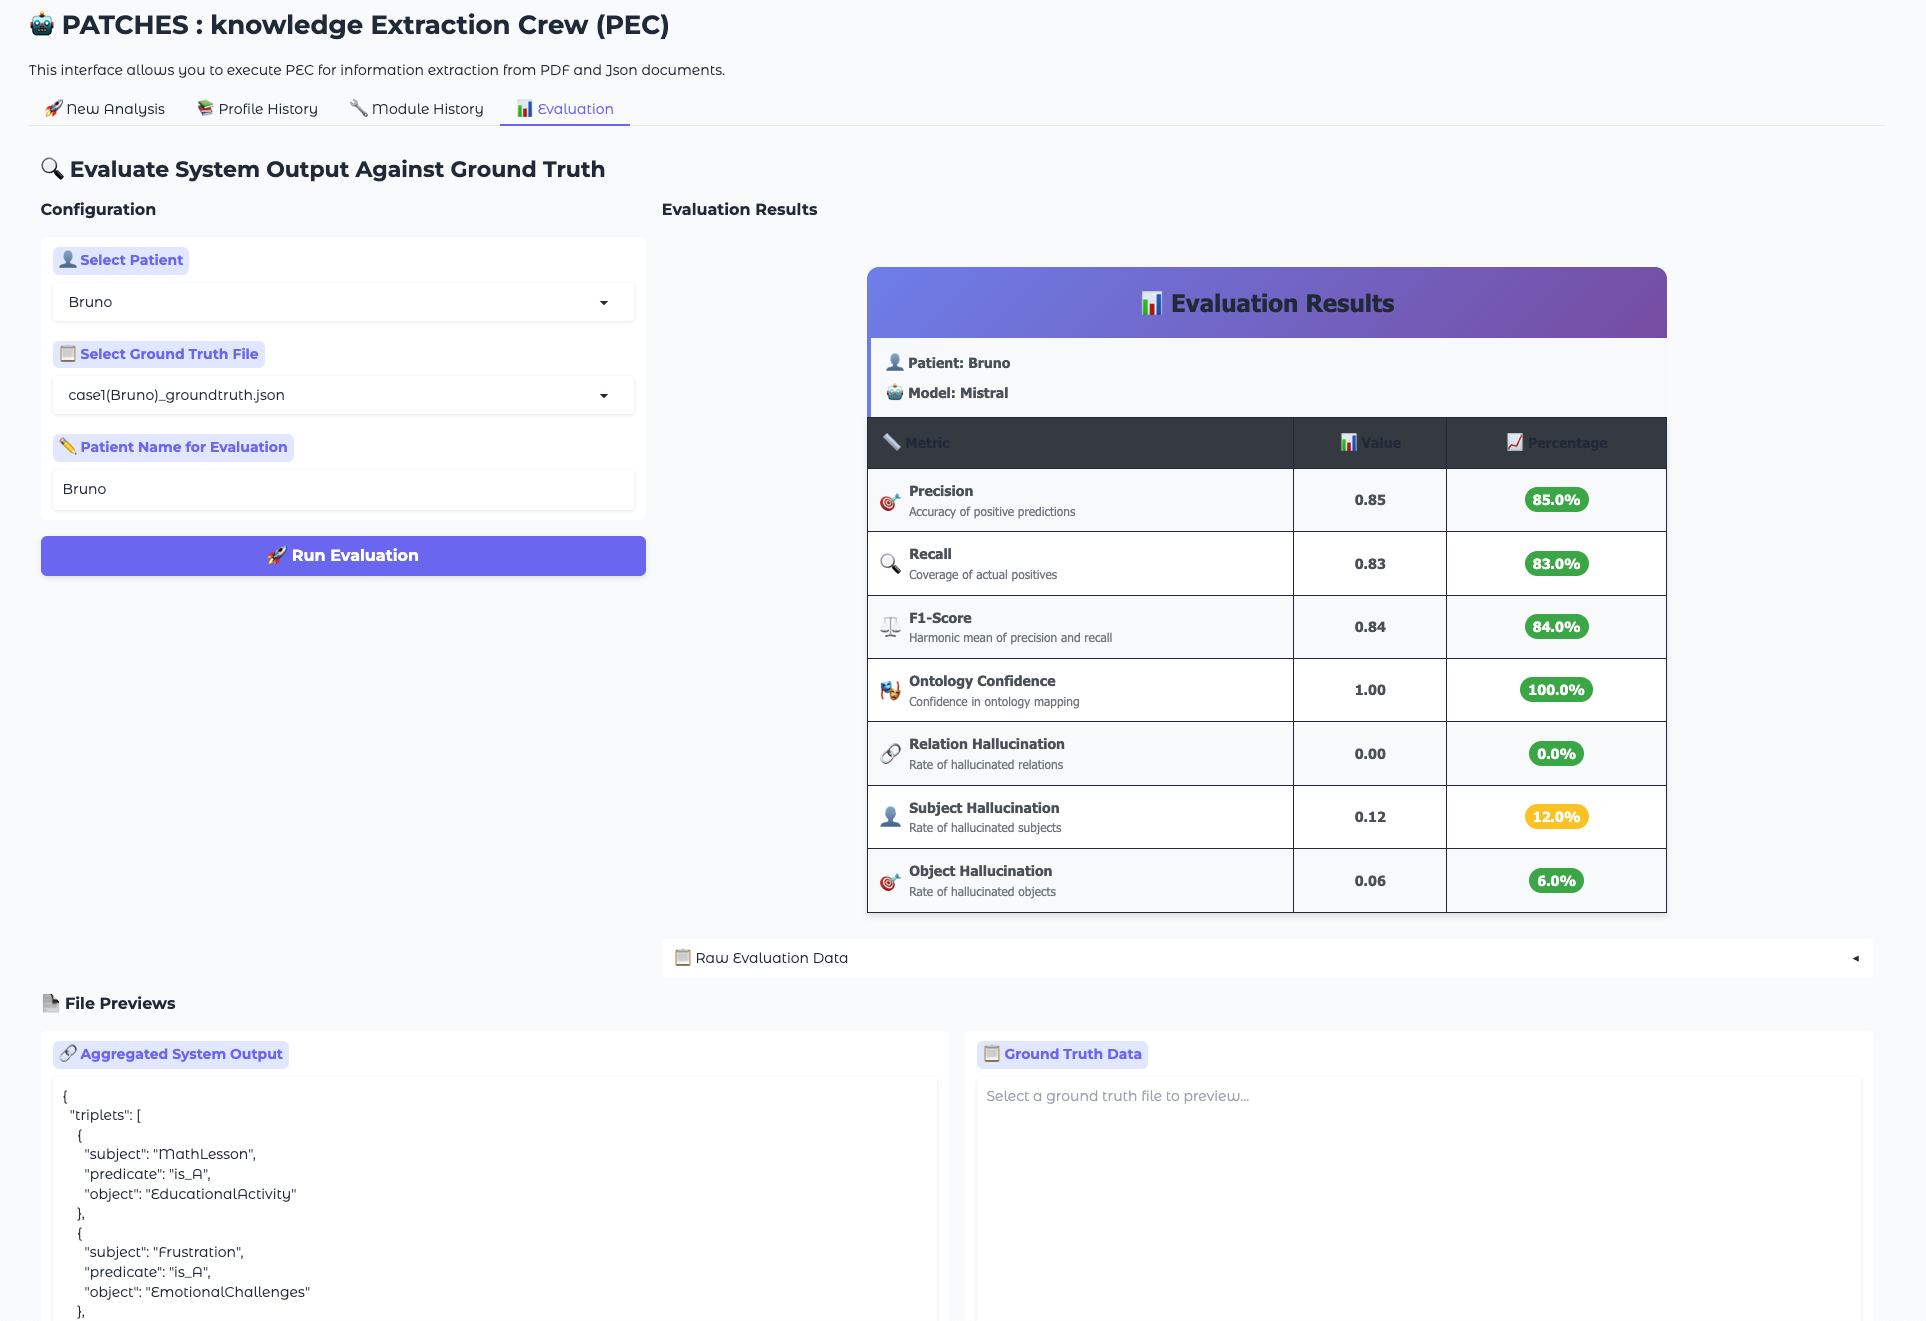 PATCHES : knowledge Extraction Crew (PEC)
This interface allows you to execute PEC for information extraction from PDF and Json documents.
New Analysis
Profile History
Module History
Evaluation
Evaluate System Output Against Ground Truth
Configuration
Select Patient
Bruno
Select Ground Truth File
case1(Bruno)_groundtruth.json
Patient Name for Evaluation
Bruno
Run Evaluation
Evaluation Results
Evaluation Results
Patient: Bruno
Model: Mistral
Metric Value Percentage
Precision
Accuracy of positive predictions
0.85 85.0%
Recall
Coverage of actual positives
0.83 83.0%
F1-Score
Harmonic mean of precision and recall
0.84 84.0%
Ontology Confidence
Confidence in ontology mapping
1.00 100.0%
Relation Hallucination
Rate of hallucinated relations
0.00 0.0%
Subject Hallucination
Rate of hallucinated subjects
0.12 12.0%
Object Hallucination
Rate of hallucinated objects
0.06 6.0%
Raw Evaluation Data
File Previews
Aggregated System Output
{
"triplets": [
{
"subject": "MathLesson",
"predicate": "is_A",
"object": "EducationalActivity"
},
{
"subject": "Frustration",
"predicate": "is_A",
"object": "EmotionalChallenges"
},
Ground Truth Data
Select a ground truth file to preview...